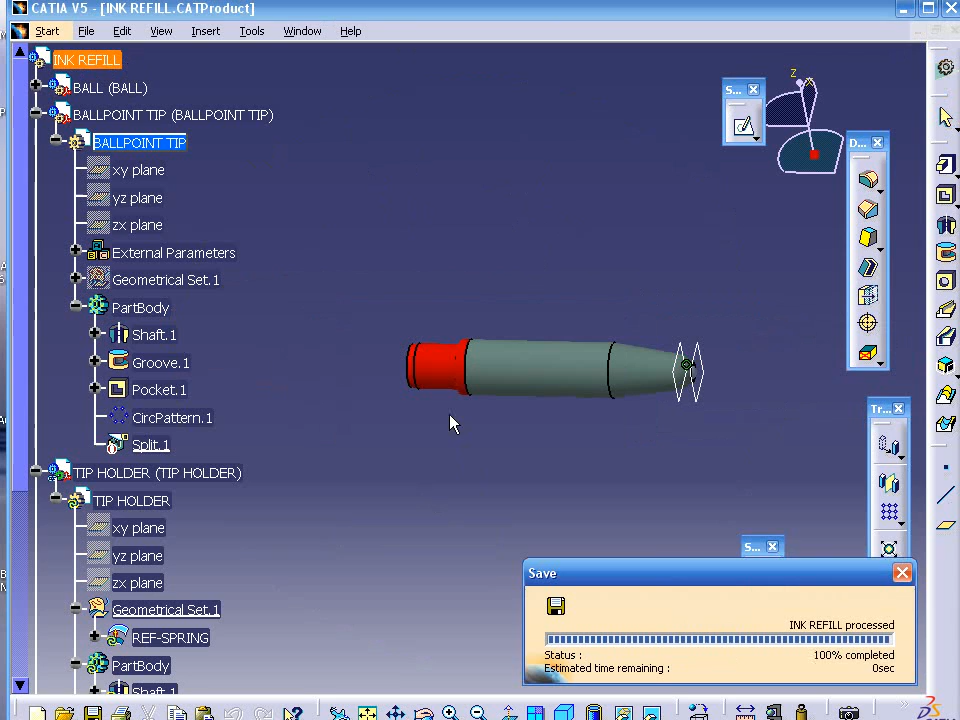 CATIA V5 - [INK REFILL.CATProduct]
Start File Edit View Insert Tools Window Help
INK REFILL
BALL (BALL)
BALLPOINT TIP (BALLPOINT TIP)
BALLPOINT TIP
xy plane
yz plane
zx plane
External Parameters
Geometrical Set.1
PartBody
Shaft.1
Groove.1
Pocket.1
CircPattern.1
Split.1
TIP HOLDER (TIP HOLDER)
TIP HOLDER
xy plane
yz plane
zx plane
Geometrical Set.1
REF-SPRING
PartBody
Shaft.1
S...
z
x
D...
Tr...
S...
Save
INK REFILL processed
Status : 100% completed
Estimated time remaining : 0sec